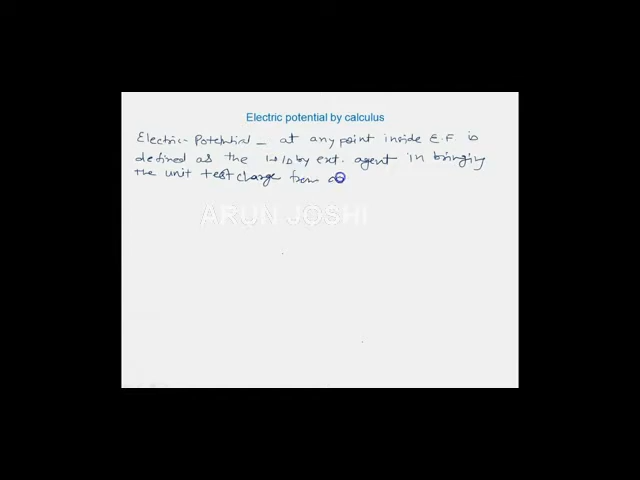 Electric potential by calculus
Electric Potential – at any point inside E.F is
defined as the w/D by ext. agent in bringing
the unit test charge from ∞
ARUN JOSHI